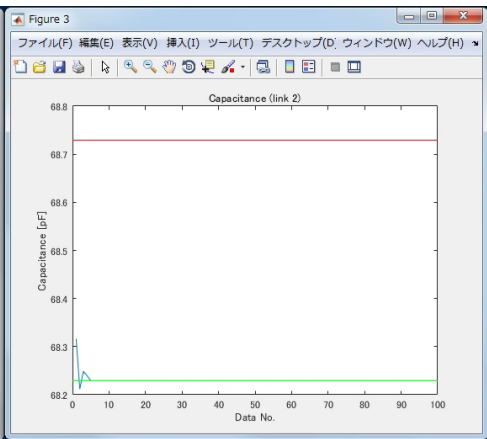 Figure 3
ファイル(F) 編集(E) 表示(V) 挿入(I) ツール(T) デスクトップ(D) ウィンドウ(W) ヘルプ(H)
Capacitance (link 2)
68.8
68.7
68.6
68.5
68.4
68.3
68.2
Capacitance [pF]
0 10 20 30 40 50 60 70 80 90 100
Data No.